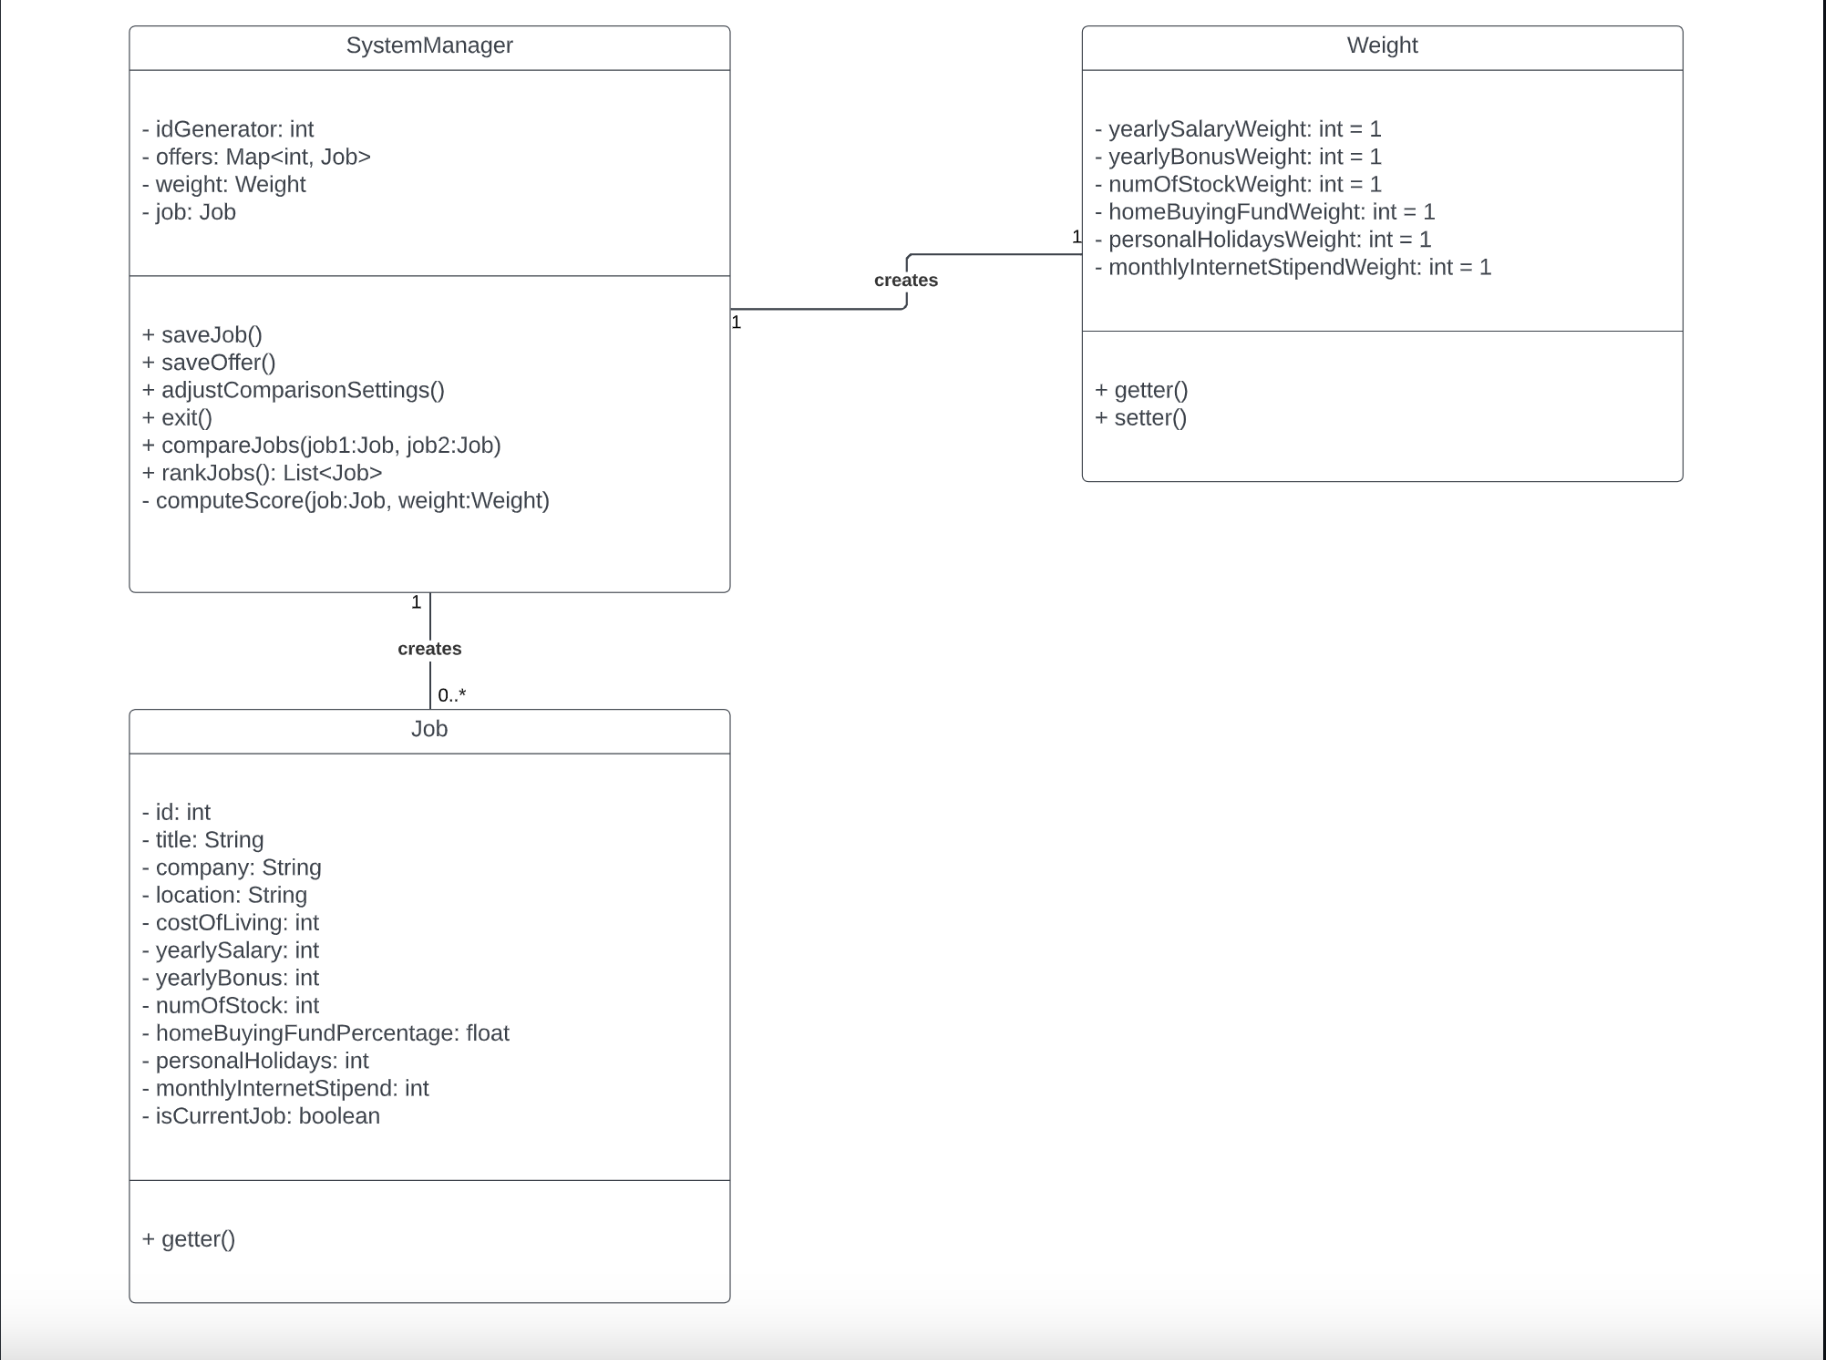 SystemManager
- idGenerator: int
- offers: Map<int, Job>
- weight: Weight
- job: Job
+ saveJob()
+ saveOffer()
+ adjustComparisonSettings()
+ exit()
+ compareJobs(job1:Job, job2:Job)
+ rankJobs(): List<Job>
- computeScore(job:Job, weight:Weight)
1
creates
1
Weight
- yearlySalaryWeight: int = 1
- yearlyBonusWeight: int = 1
- numOfStockWeight: int = 1
- homeBuyingFundWeight: int = 1
- personalHolidaysWeight: int = 1
- monthlyInternetStipendWeight: int = 1
+ getter()
+ setter()
1
creates
0..*
Job
- id: int
- title: String
- company: String
- location: String
- costOfLiving: int
- yearlySalary: int
- yearlyBonus: int
- numOfStock: int
- homeBuyingFundPercentage: float
- personalHolidays: int
- monthlyInternetStipend: int
- isCurrentJob: boolean
+ getter()